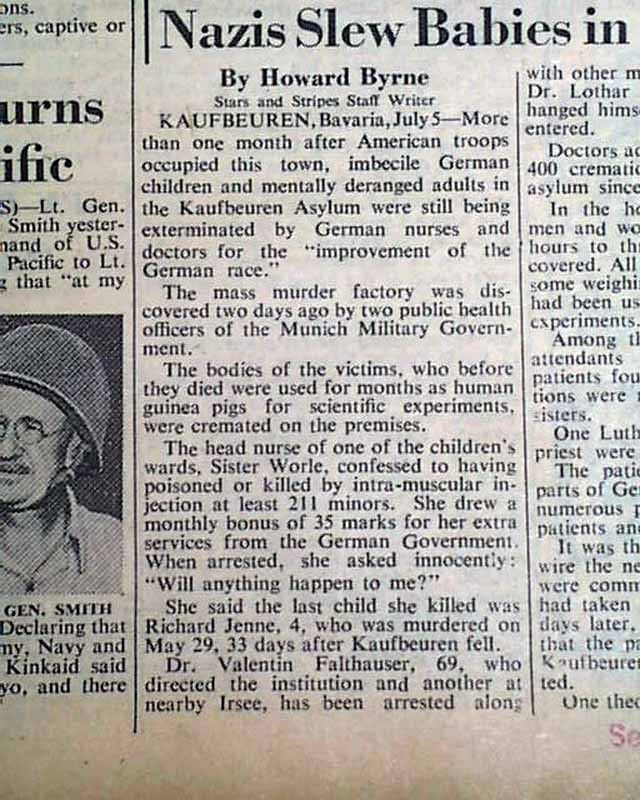 ons.
ers, captive or
urns
ific
S)—Lt. Gen.
Smith yester-
mand of U.S.
Pacific to Lt.
g that "at my
GEN. SMITH
Declaring that
my, Navy and
Kinkaid said
yo, and there
Nazis Slew Babies in
By Howard Byrne
Stars and Stripes Staff Writer
KAUFBEUREN, Bavaria, July 5—More
than one month after American troops
occupied this town, imbecile German
children and mentally deranged adults in
the Kaufbeuren Asylum were still being
exterminated by German nurses and
doctors for the "improvement of the
German race."
The mass murder factory was dis-
covered two days ago by two public health
officers of the Munich Military Govern-
ment.
The bodies of the victims, who before
they died were used for months as human
guinea pigs for scientific experiments,
were cremated on the premises.
The head nurse of one of the children's
wards, Sister Worle, confessed to having
poisoned or killed by intra-muscular in-
jection at least 211 minors. She drew a
monthly bonus of 35 marks for her extra
services from the German Government.
When arrested, she asked innocently:
"Will anything happen to me?"
She said the last child she killed was
Richard Jenne, 4, who was murdered on
May 29, 33 days after Kaufbeuren fell.
Dr. Valentin Falthauser, 69, who
directed the institution and another at
nearby Irsee, has been arrested along
with other m
Dr. Lothar
hanged hims
entered.
Doctors ac
400 crematio
asylum since
In the ho
men and wo
hours to th
covered. All
some weighi
had been us
experiments.
Among th
attendants
patients fou
tions were
sisters.
One Luth
priest were
The patie
parts of Ge
numerous p
patients and
It was th
wire the ne
were comm
had taken
days later,
that the pa
Kaufbeure
ted.
One theo
Se